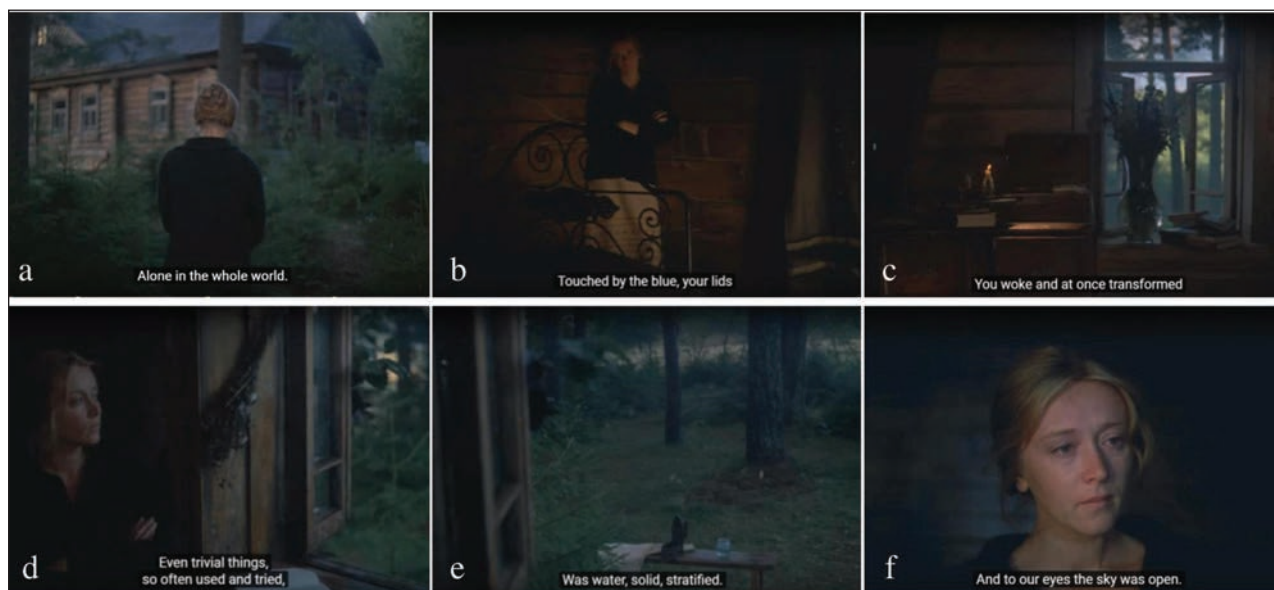 a
Alone in the whole world.
b
Touched by the blue, your lids
c
You woke and at once transformed
d
Even trivial things,
so often used and tried,
e
Was water, solid, stratified.
f
And to our eyes the sky was open.